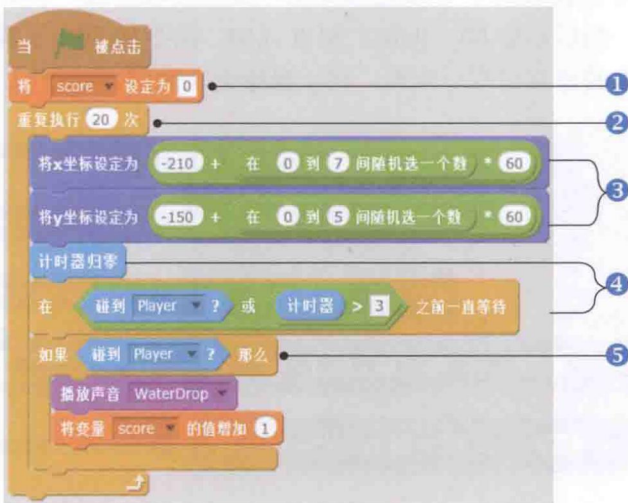 当 被点击
将 score 设定为 0 1
重复执行 20 次 2
将x坐标设定为 -210 + 在 0 到 7 间随机选一个数 * 60
3
将y坐标设定为 -150 + 在 0 到 5 间随机选一个数 * 60
计时器归零
4
在 碰到 Player ? 或 计时器 > 3 之前一直等待
如果 碰到 Player ? 那么 5
播放声音 WaterDrop
将变量 score 的值增加 1